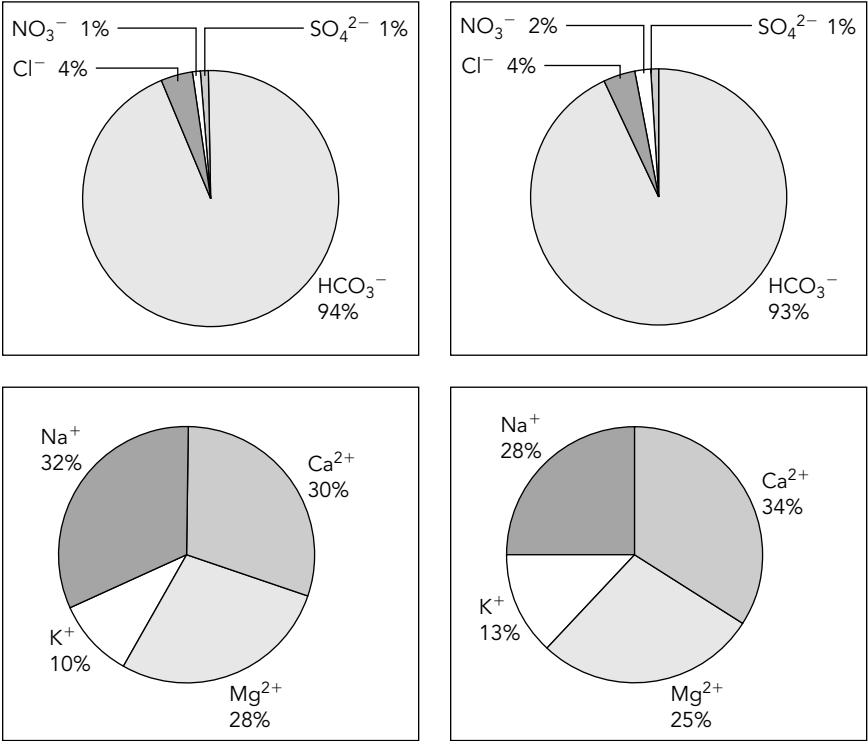 NO₃⁻ 1%
SO₄²⁻ 1%
Cl⁻ 4%
HCO₃⁻
94%
NO₃⁻ 2%
SO₄²⁻ 1%
Cl⁻ 4%
HCO₃⁻
93%
Na⁺
32%
Ca²⁺
30%
K⁺
10%
Mg²⁺
28%
Na⁺
28%
Ca²⁺
34%
K⁺
13%
Mg²⁺
25%